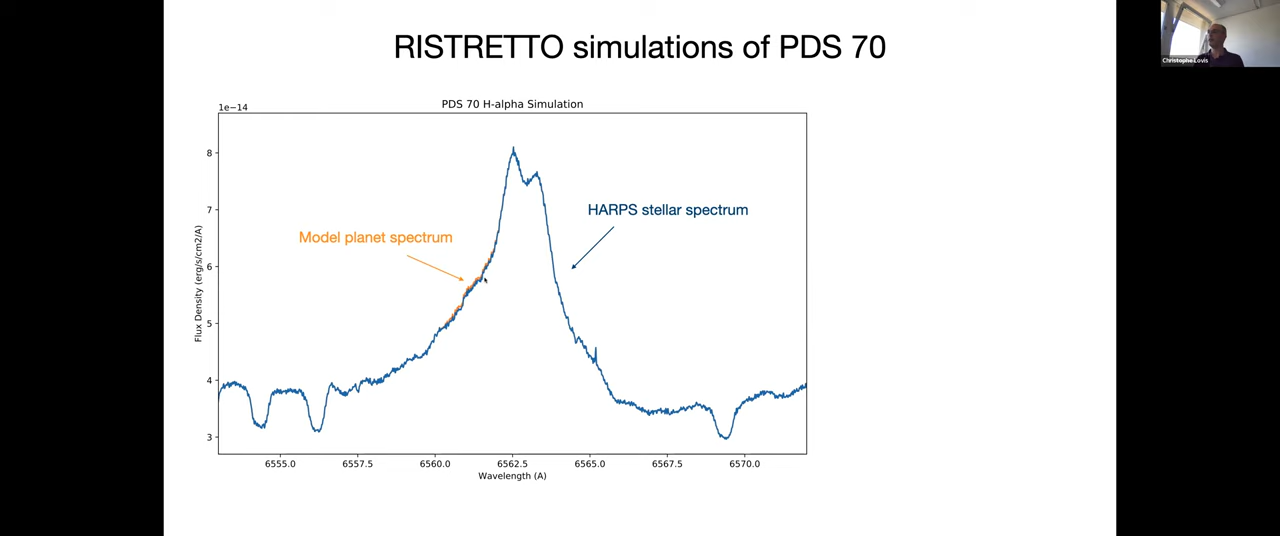 RISTRETTO simulations of PDS 70
Christophe Lovis
PDS 70 H-alpha Simulation
1e−14
8
7
6
5
4
3
Flux Density (erg/s/cm2/A)
HARPS stellar spectrum
Model planet spectrum
6555.0 6557.5 6560.0 6562.5 6565.0 6567.5 6570.0
Wavelength (A)